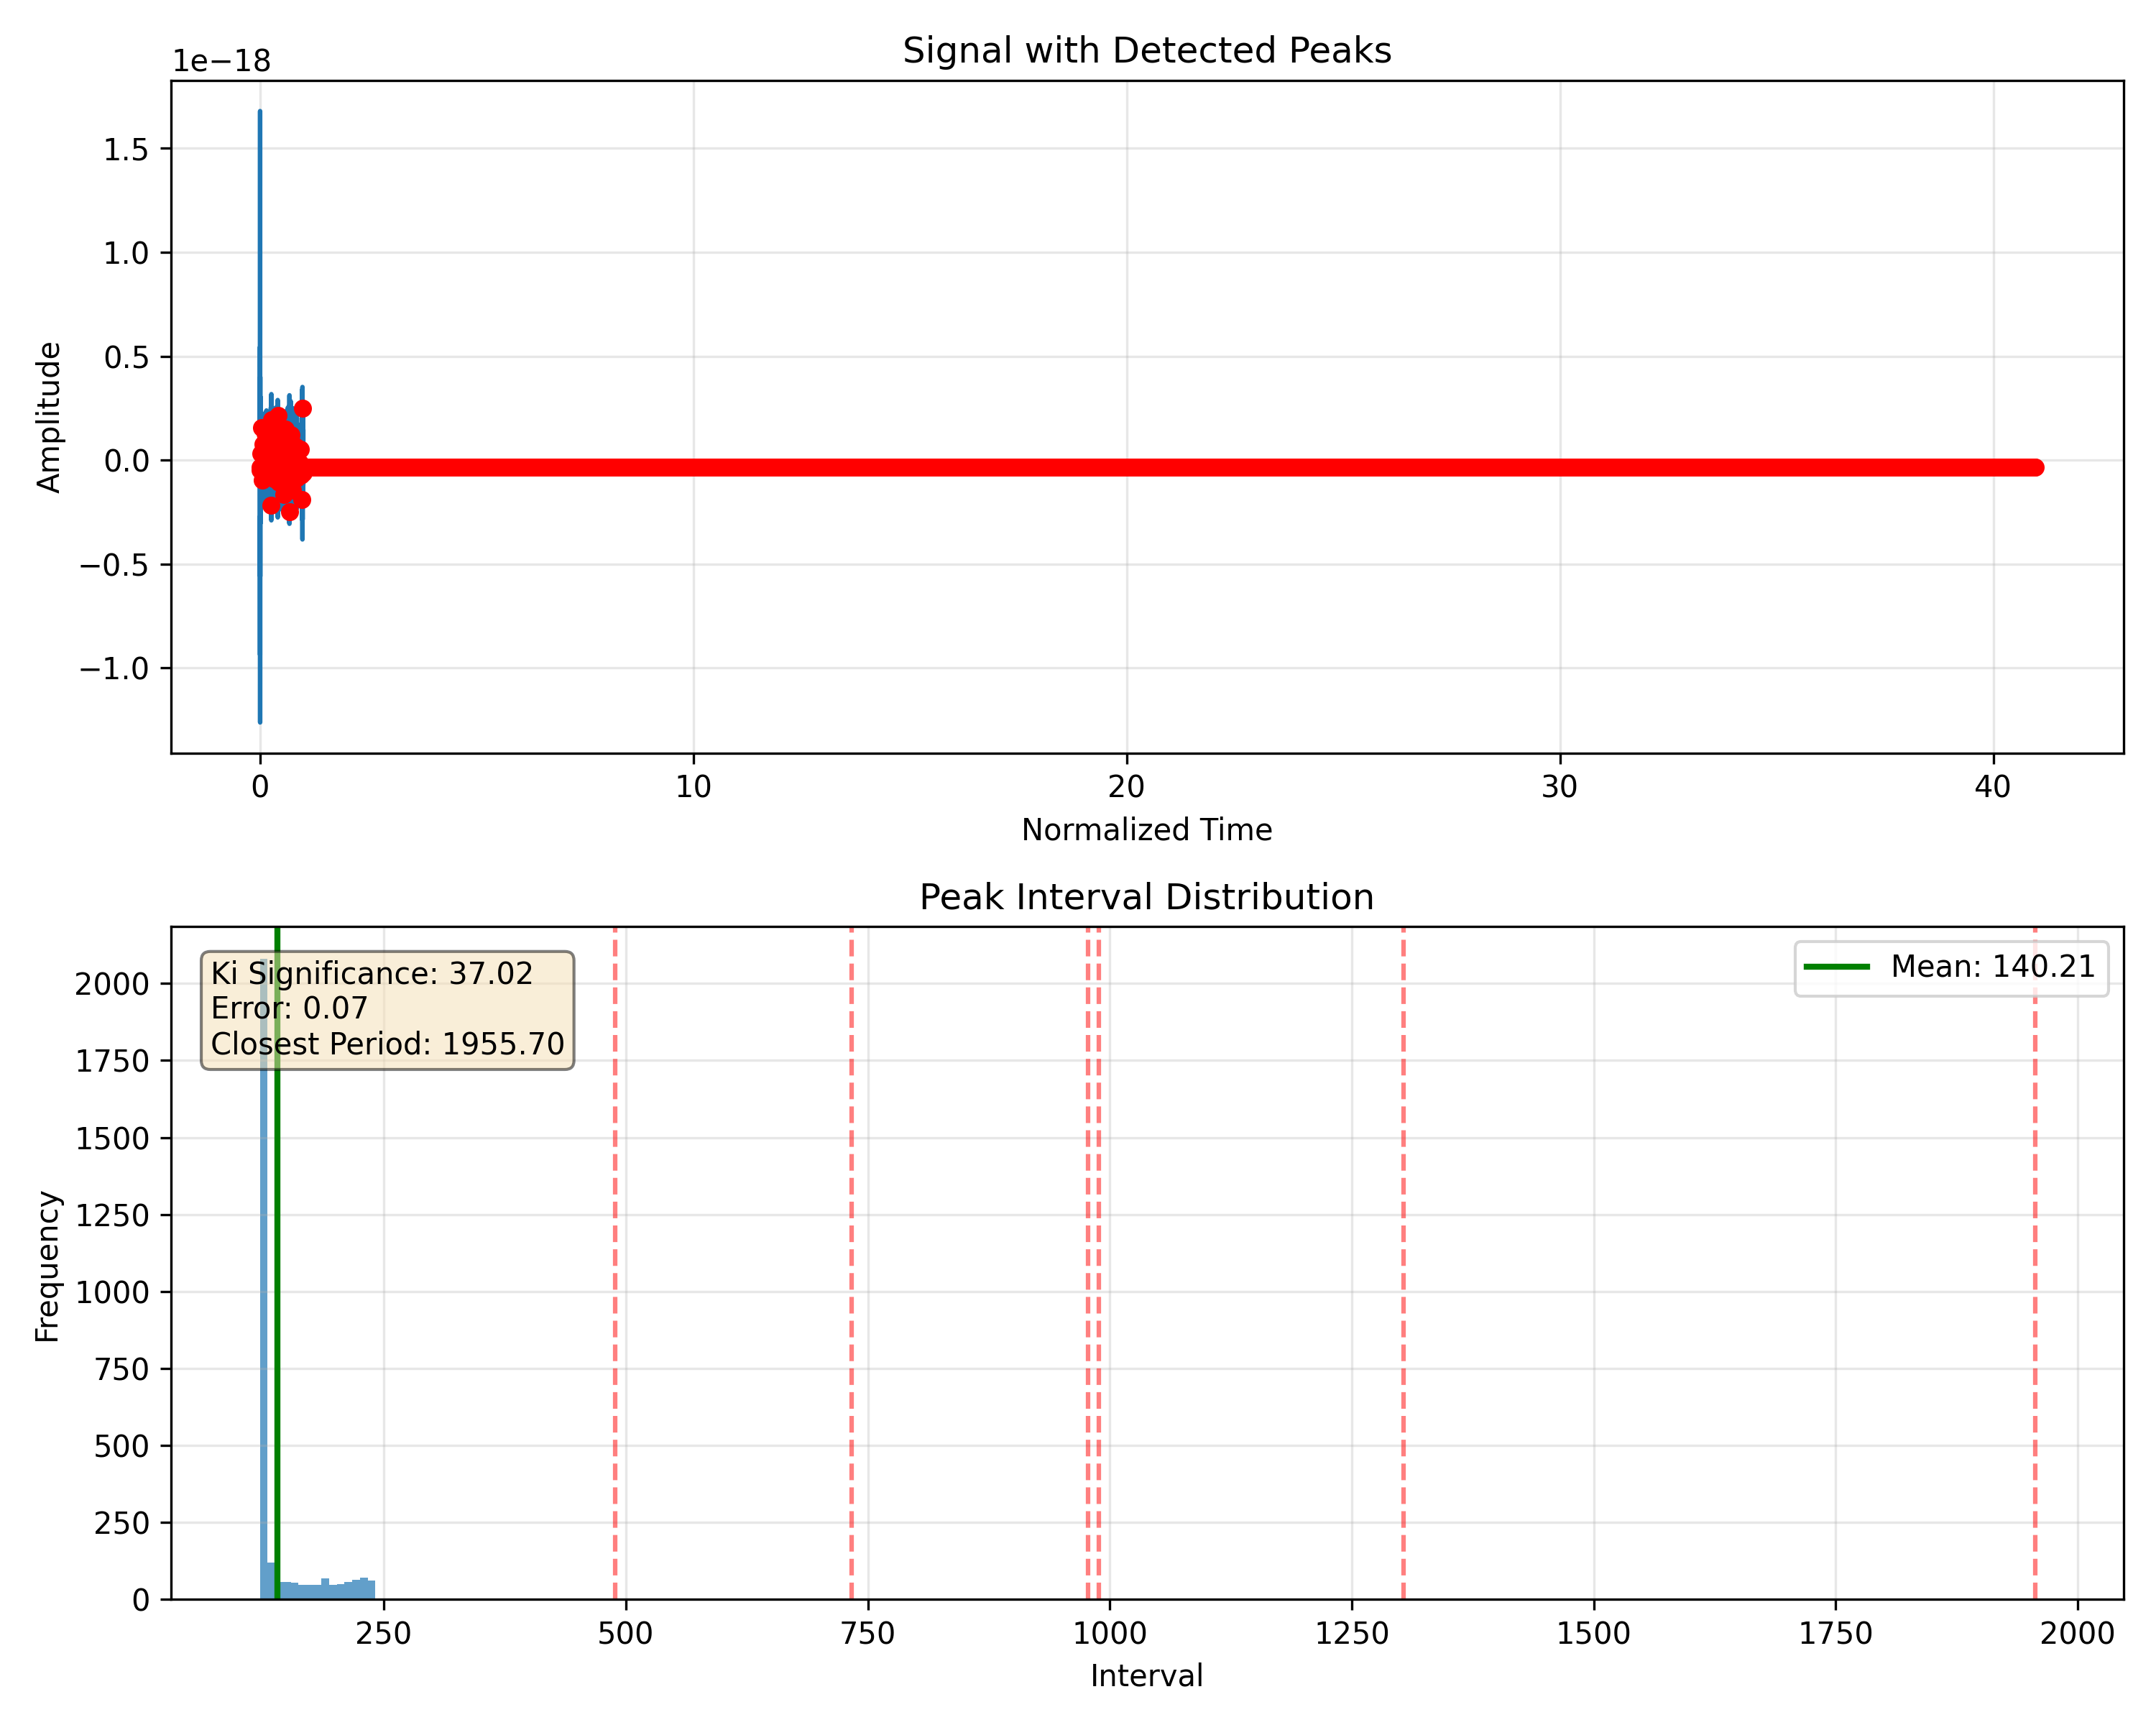 Signal with Detected Peaks
1e−18
1.5
1.0
0.5
0.0
−0.5
−1.0
Amplitude
0 10 20 30 40
Normalized Time
Peak Interval Distribution
Ki Significance: 37.02
Error: 0.07
Closest Period: 1955.70
Mean: 140.21
2000
1750
1500
1250
1000
750
500
250
0
Frequency
250 500 750 1000 1250 1500 1750 2000
Interval